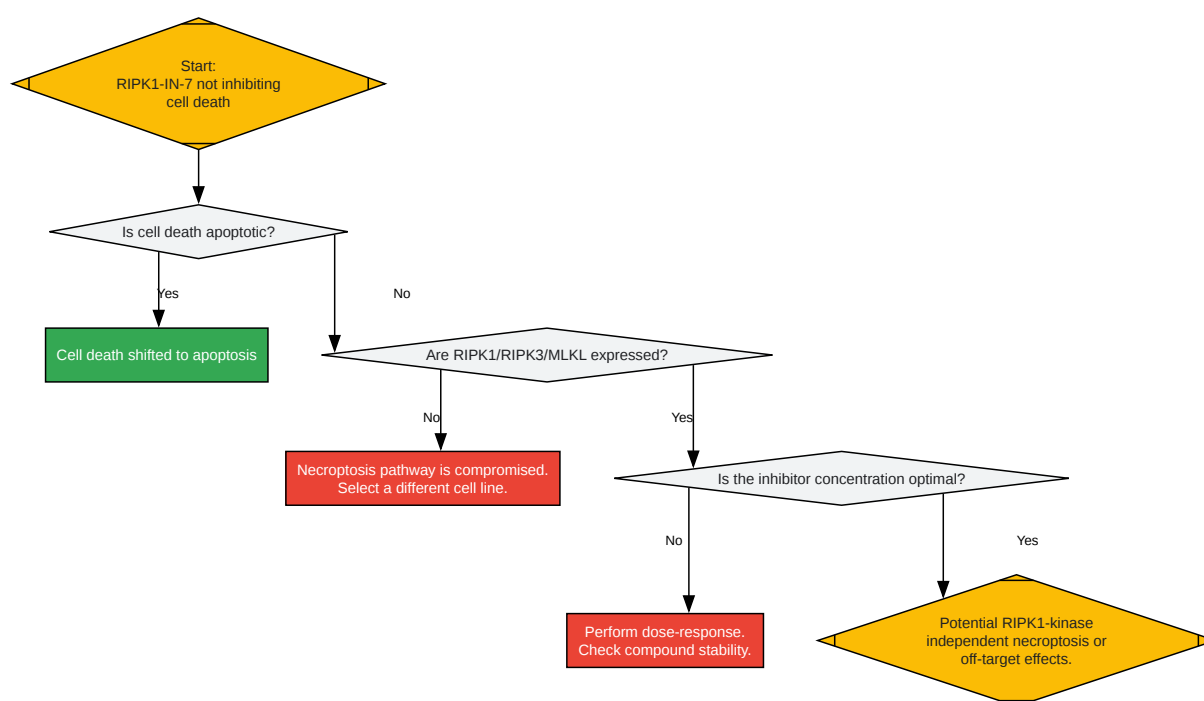 Start:
RIPK1-IN-7 not inhibiting
cell death
Is cell death apoptotic?
Yes
No
Cell death shifted to apoptosis
Are RIPK1/RIPK3/MLKL expressed?
No
Yes
Necroptosis pathway is compromised.
Select a different cell line.
Is the inhibitor concentration optimal?
No
Yes
Perform dose-response.
Check compound stability.
Potential RIPK1-kinase
independent necroptosis or
off-target effects.